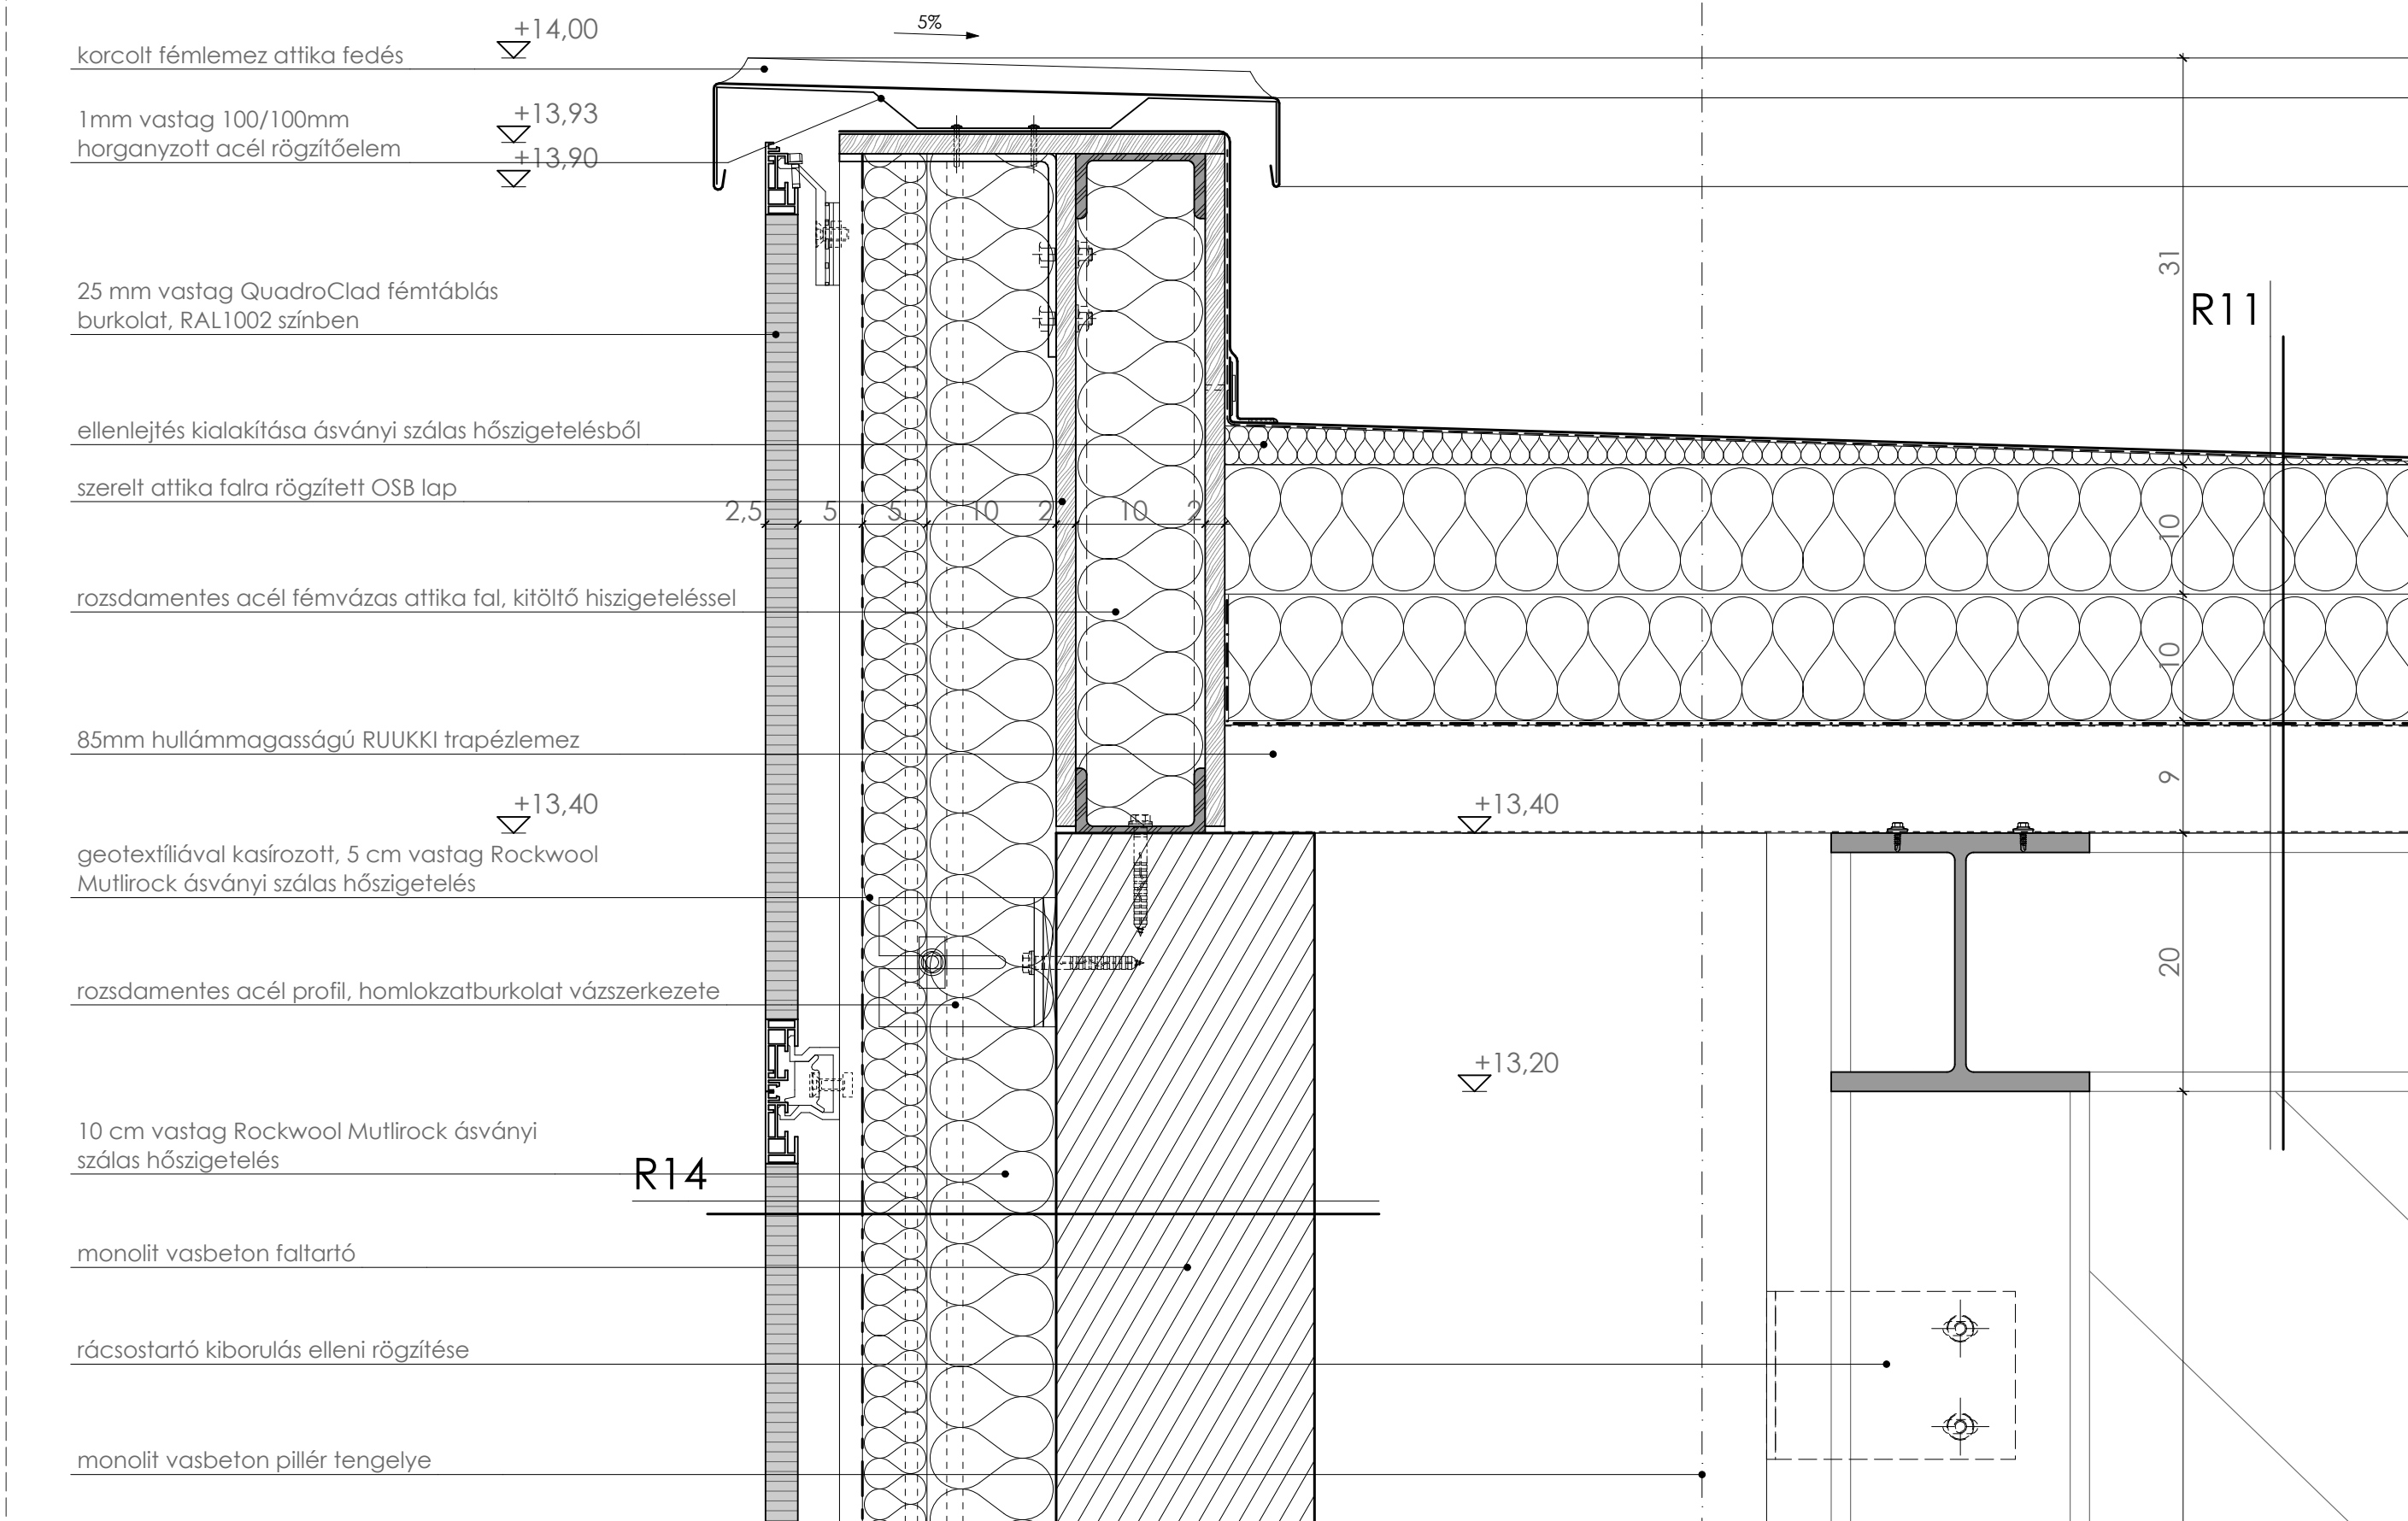 +14,00
5%
korcolt fémlemez attika fedés
+13,93
1mm vastag 100/100mm
horganyzott acél rögzítőelem
+13,90
31
R11
25 mm vastag QuadroClad fémtáblás
burkolat, RAL1002 színben
ellenlejtés kialakítása ásványi szálas hőszigetelésből
szerelt attika falra rögzített OSB lap
2,5 5 5 10 2 10 2
10
rozsdamentes acél fémvázas attika fal, kitöltő hiszigeteléssel
10
85mm hullámmagasságú RUUKKI trapézlemez
9
+13,40
+13,40
geotextíliával kasírozott, 5 cm vastag Rockwool
Mutlirock ásványi szálas hőszigetelés
20
rozsdamentes acél profil, homlokzatburkolat vázszerkezete
+13,20
10 cm vastag Rockwool Mutlirock ásványi
szálas hőszigetelés
R14
monolit vasbeton faltartó
rácsostartó kiborulás elleni rögzítése
monolit vasbeton pillér tengelye